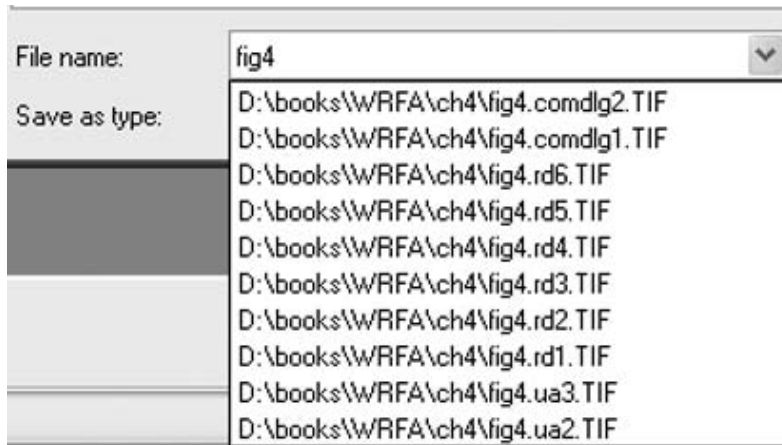 File name:
fig4
Save as type:
D:\books\WRFA\ch4\fig4.comdlg2.TIF
D:\books\WRFA\ch4\fig4.comdlg1.TIF
D:\books\WRFA\ch4\fig4.rd6.TIF
D:\books\WRFA\ch4\fig4.rd5.TIF
D:\books\WRFA\ch4\fig4.rd4.TIF
D:\books\WRFA\ch4\fig4.rd3.TIF
D:\books\WRFA\ch4\fig4.rd2.TIF
D:\books\WRFA\ch4\fig4.rd1.TIF
D:\books\WRFA\ch4\fig4.ua3.TIF
D:\books\WRFA\ch4\fig4.ua2.TIF